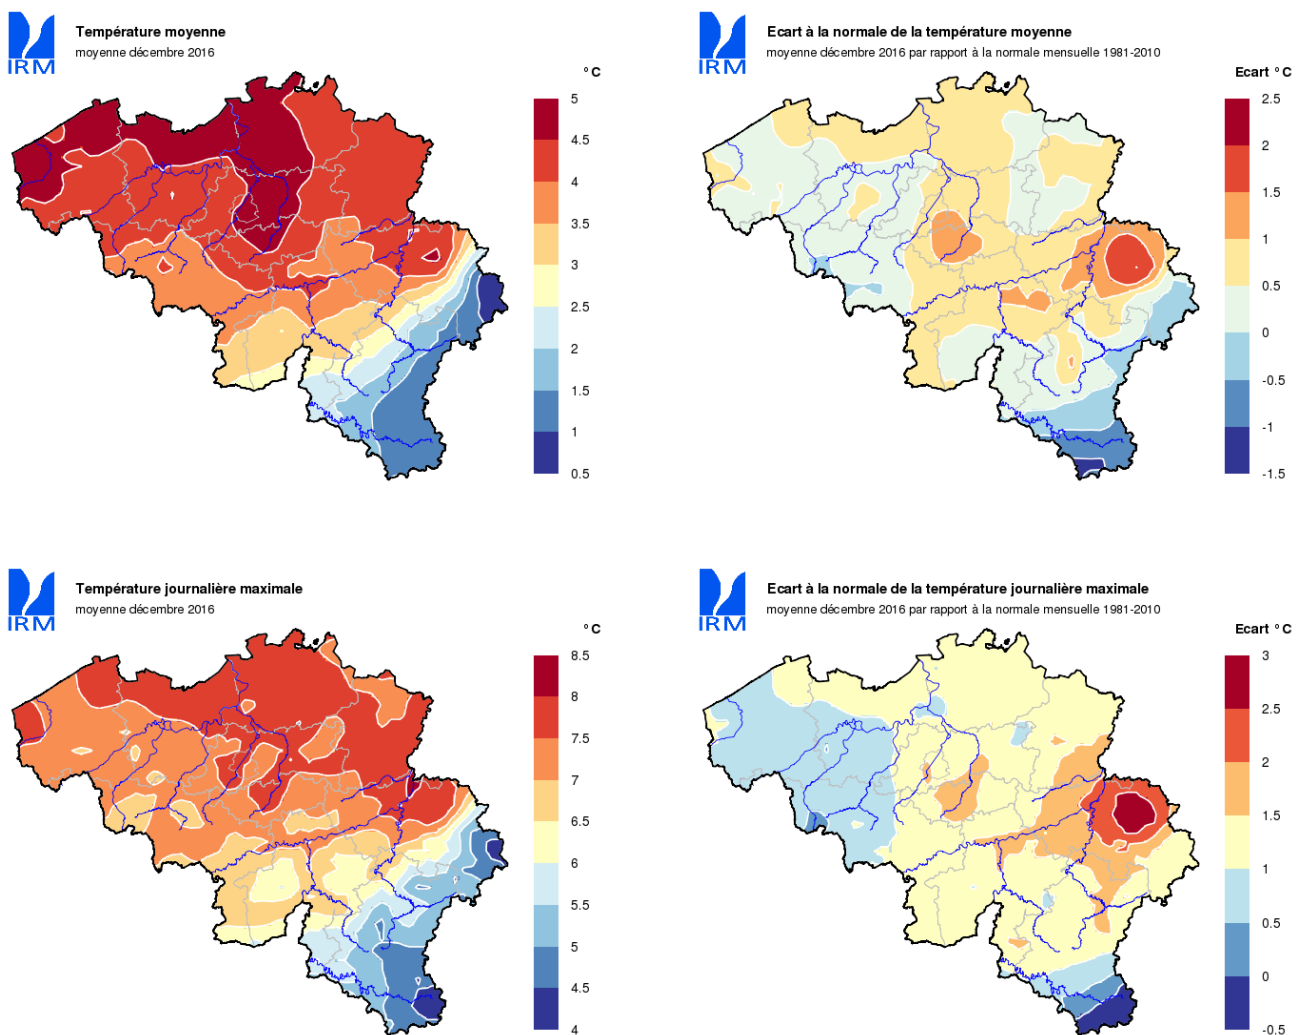 IRM
Température moyenne
moyenne décembre 2016
°C
5
4.5
4
3.5
3
2.5
2
1.5
1
0.5
IRM
Ecart à la normale de la température moyenne
moyenne décembre 2016 par rapport à la normale mensuelle 1981-2010
Ecart °C
2.5
2
1.5
1
0.5
0
-0.5
-1
-1.5
IRM
Température journalière maximale
moyenne décembre 2016
°C
8.5
8
7.5
7
6.5
6
5.5
5
4.5
4
IRM
Ecart à la normale de la température journalière maximale
moyenne décembre 2016 par rapport à la normale mensuelle 1981-2010
Ecart °C
3
2.5
2
1.5
1
0.5
0
-0.5